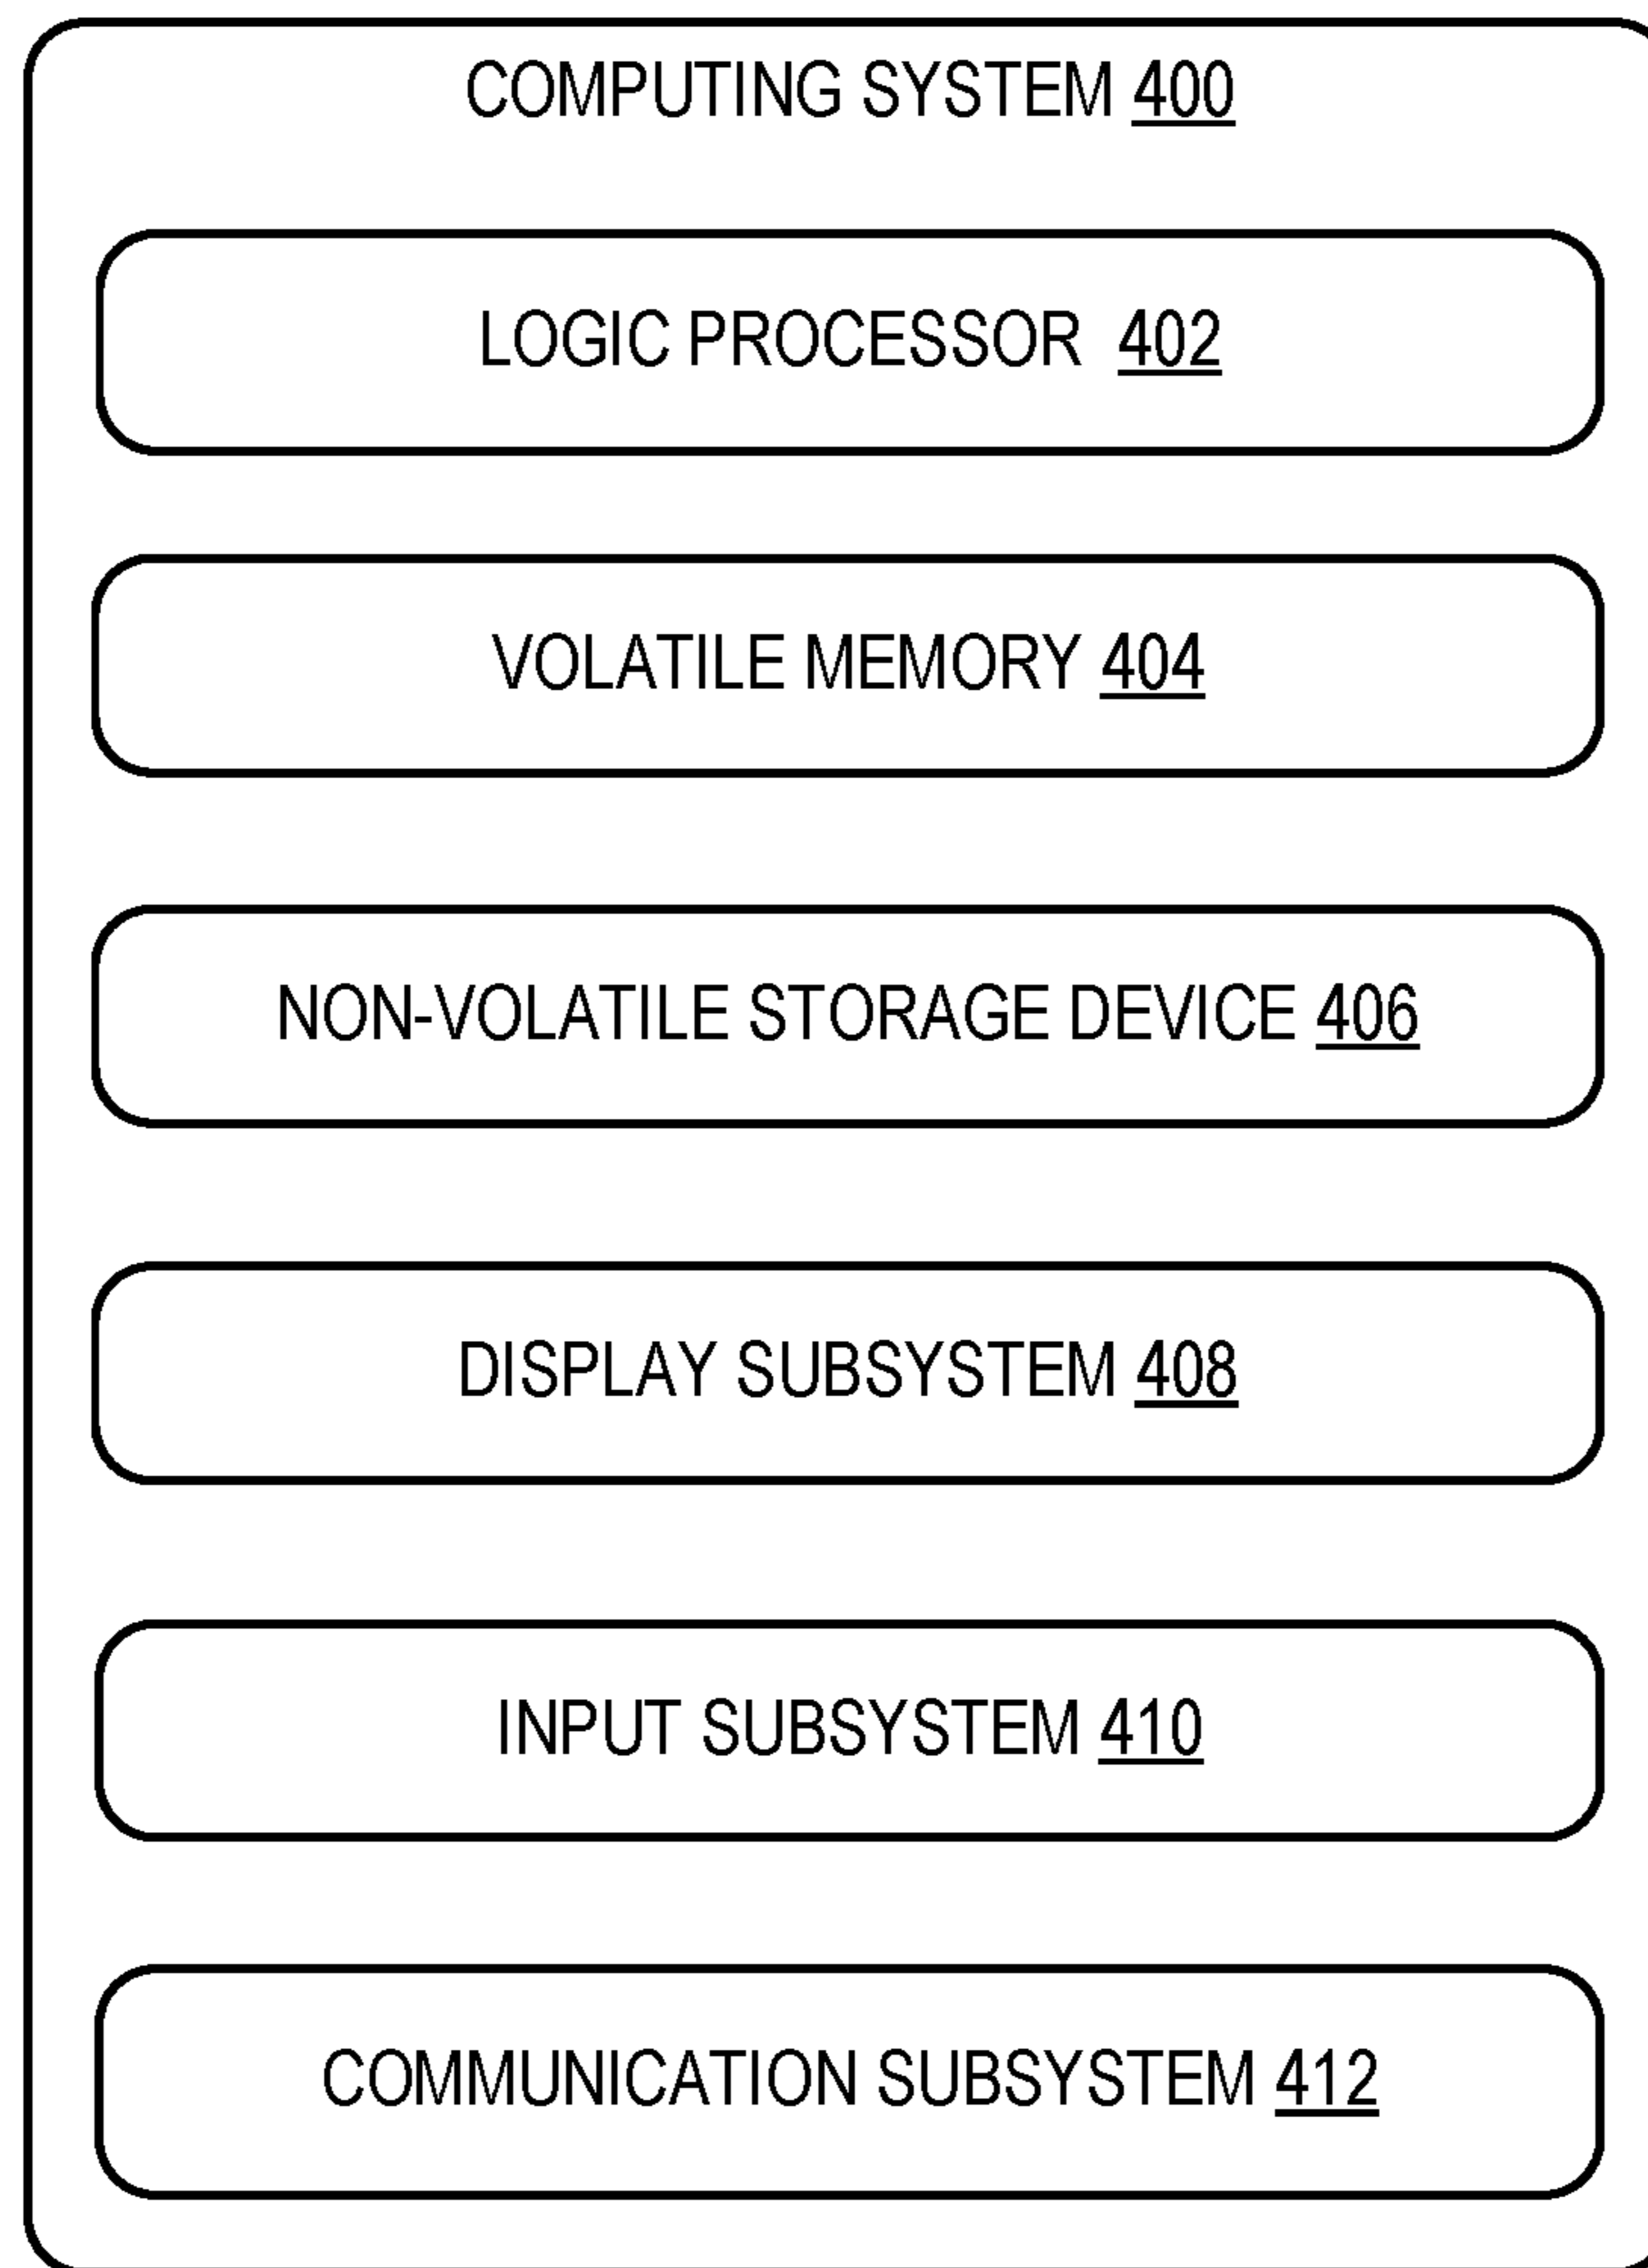 COMPUTING SYSTEM 400
LOGIC PROCESSOR 402
VOLATILE MEMORY 404
NON-VOLATILE STORAGE DEVICE 406
DISPLAY SUBSYSTEM 408
INPUT SUBSYSTEM 410
COMMUNICATION SUBSYSTEM 412